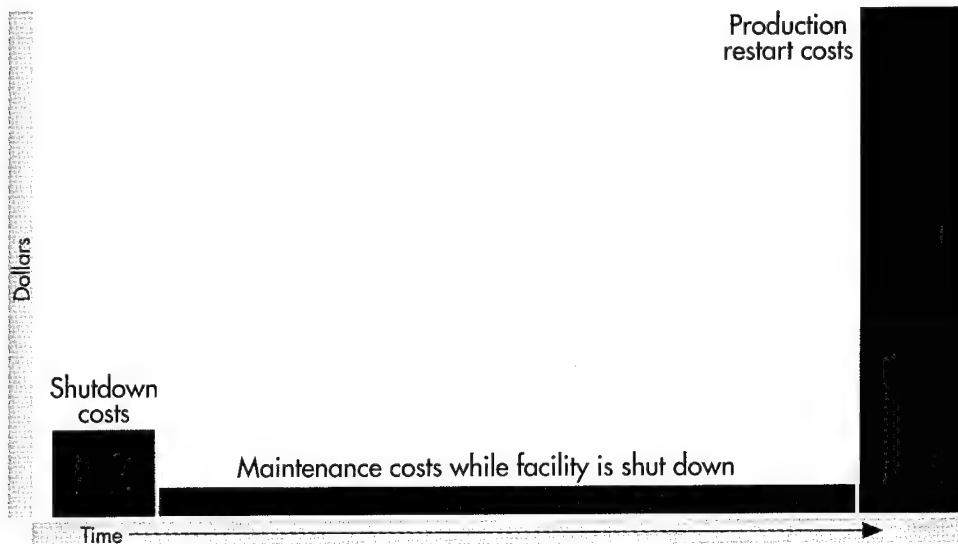 Production
restart costs
Dollars
Shutdown
costs
Maintenance costs while facility is shut down
Time